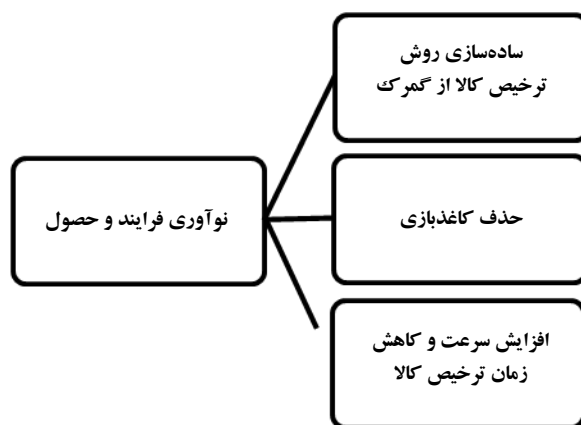 ساده‌سازی روش
ترخیص کالا از گمرک
نوآوری فرایند و حصول
حذف کاغذبازی
افزایش سرعت و کاهش
زمان ترخیص کالا